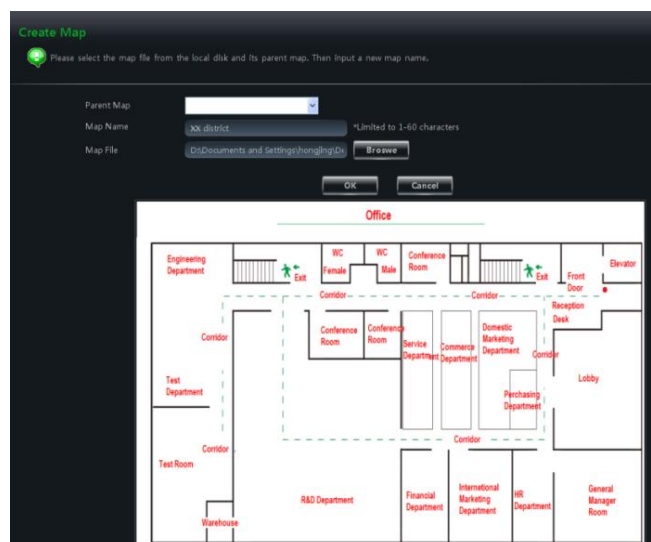 Create Map
Please select the map file from the local disk and its parent map. Then input a new map name.
Parent Map
Map Name
XX district
*Limited to 1-60 characters
Map File
D:\Documents and Settings\hongjing\De
Broswe
OK
Cancel
Office
Engineering
Department
Exit
WC
Female
WC
Male
Conference
Room
Exit
Front
Door
Elevator
Corridor
Corridor
Reception
Desk
Corridor
Conference
Room
Conference
Room
Service
Department
Commerce
Department
Domestic
Marketing
Department
Corridor
Lobby
Test
Department
Perchasing
Department
Corridor
Corridor
Test Room
R&D Department
Financial
Department
International
Marketing
Department
HR
Department
General
Manager
Room
Warehouse